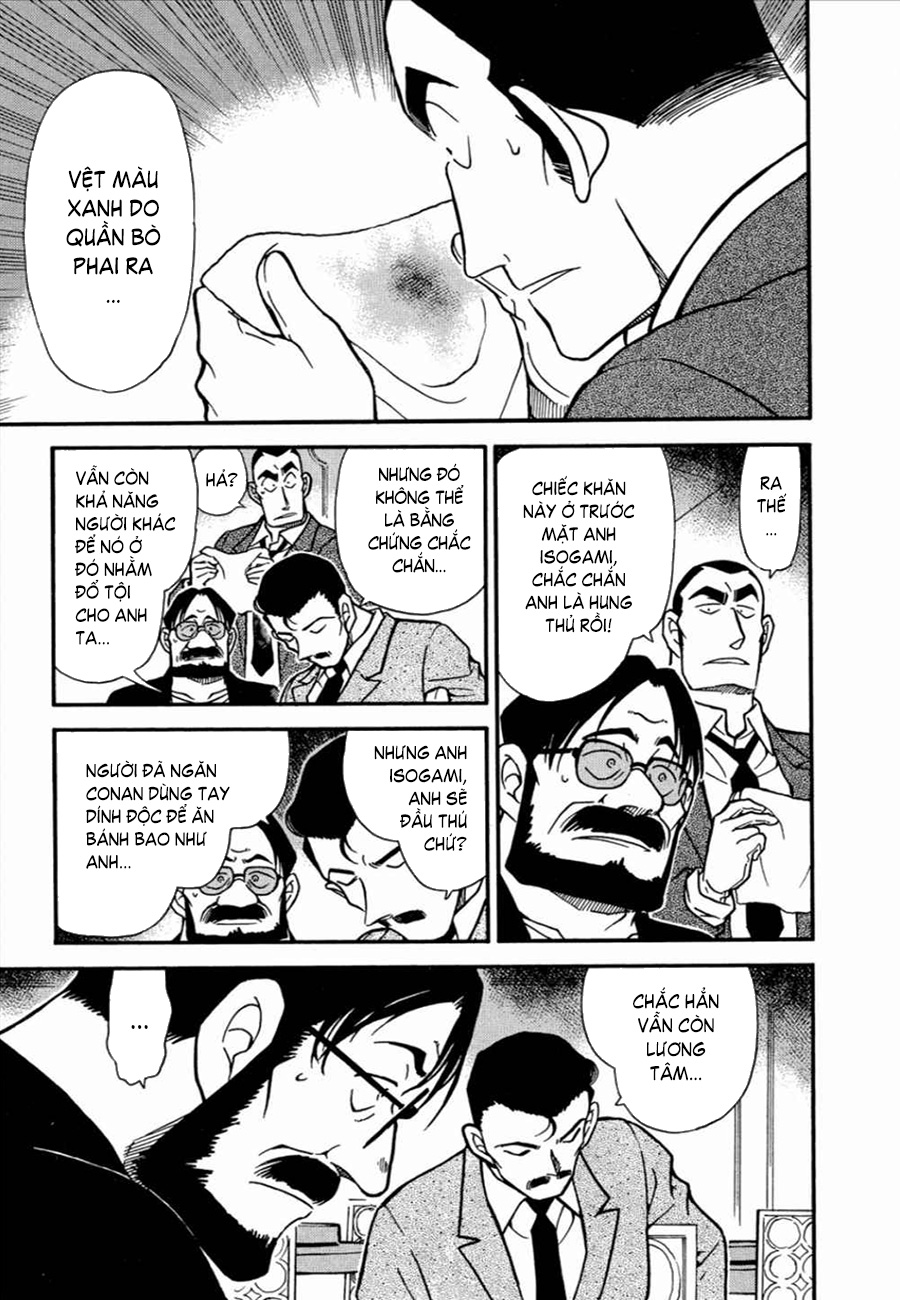 VỆT MÀU
XANH DO
QUẦN BÒ
PHAI RA
...
RA
THẾ
...
CHIẾC KHĂN
NÀY Ở TRƯỚC
MẶT ANH
ISOGAMI,
CHẮC CHẮN
ANH LÀ HUNG
THỦ RỒI!
NHƯNG ĐÓ
KHÔNG THỂ
LÀ BẰNG
CHỨNG CHẮC
CHẮN...
HẢ?
VẪN CÒN
KHẢ NĂNG
NGƯỜI KHÁC
ĐỂ NÓ Ở
ĐÓ NHẰM
ĐỔ TỘI
CHO ANH
TA...
NHƯNG ANH
ISOGAMI,
ANH SẼ
ĐẦU THÚ
CHỨ?
NGƯỜI ĐÃ NGĂN
CONAN DÙNG TAY
DÍNH ĐỘC ĐỂ ĂN
BÁNH BAO NHƯ
ANH...
CHẮC HẲN
VẪN CÒN
LƯƠNG
TÂM...
...